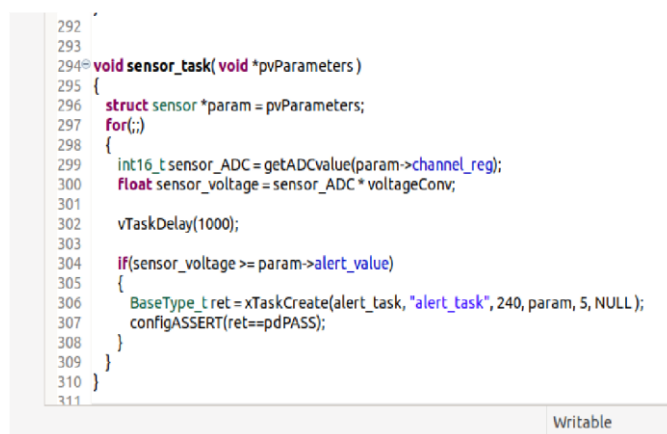 292
293
294 void sensor_task( void *pvParameters )
295 {
296 struct sensor *param = pvParameters;
297 for(;;)
298 {
299 int16_t sensor_ADC = getADCvalue(param->channel_reg);
300 float sensor_voltage = sensor_ADC * voltageConv;
301
302 vTaskDelay(1000);
303
304 if(sensor_voltage >= param->alert_value)
305 {
306 BaseType_t ret = xTaskCreate(alert_task, "alert_task", 240, param, 5, NULL );
307 configASSERT(ret==pdPASS);
308 }
309 }
310 }
311
Writable